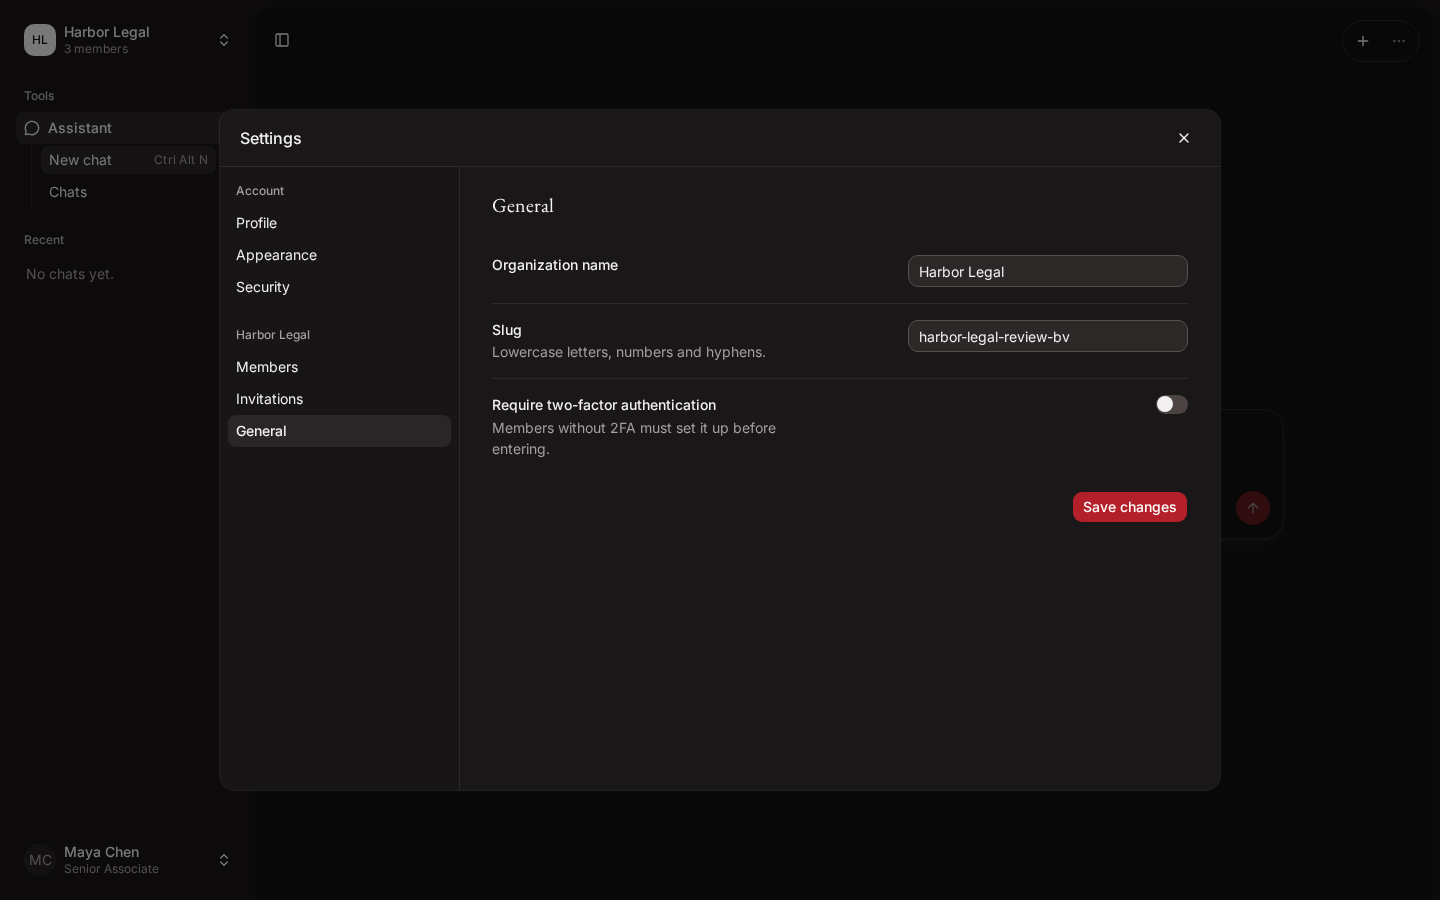 HL
Harbor Legal
3 members
Tools
Assistant
New chat Ctrl Alt N
Chats
Recent
No chats yet.
MC
Maya Chen
Senior Associate
Settings
Account
Profile
Appearance
Security
Harbor Legal
Members
Invitations
General
General
Organization name
Harbor Legal
Slug
Lowercase letters, numbers and hyphens.
harbor-legal-review-bv
Require two-factor authentication
Members without 2FA must set it up before
entering.
Save changes